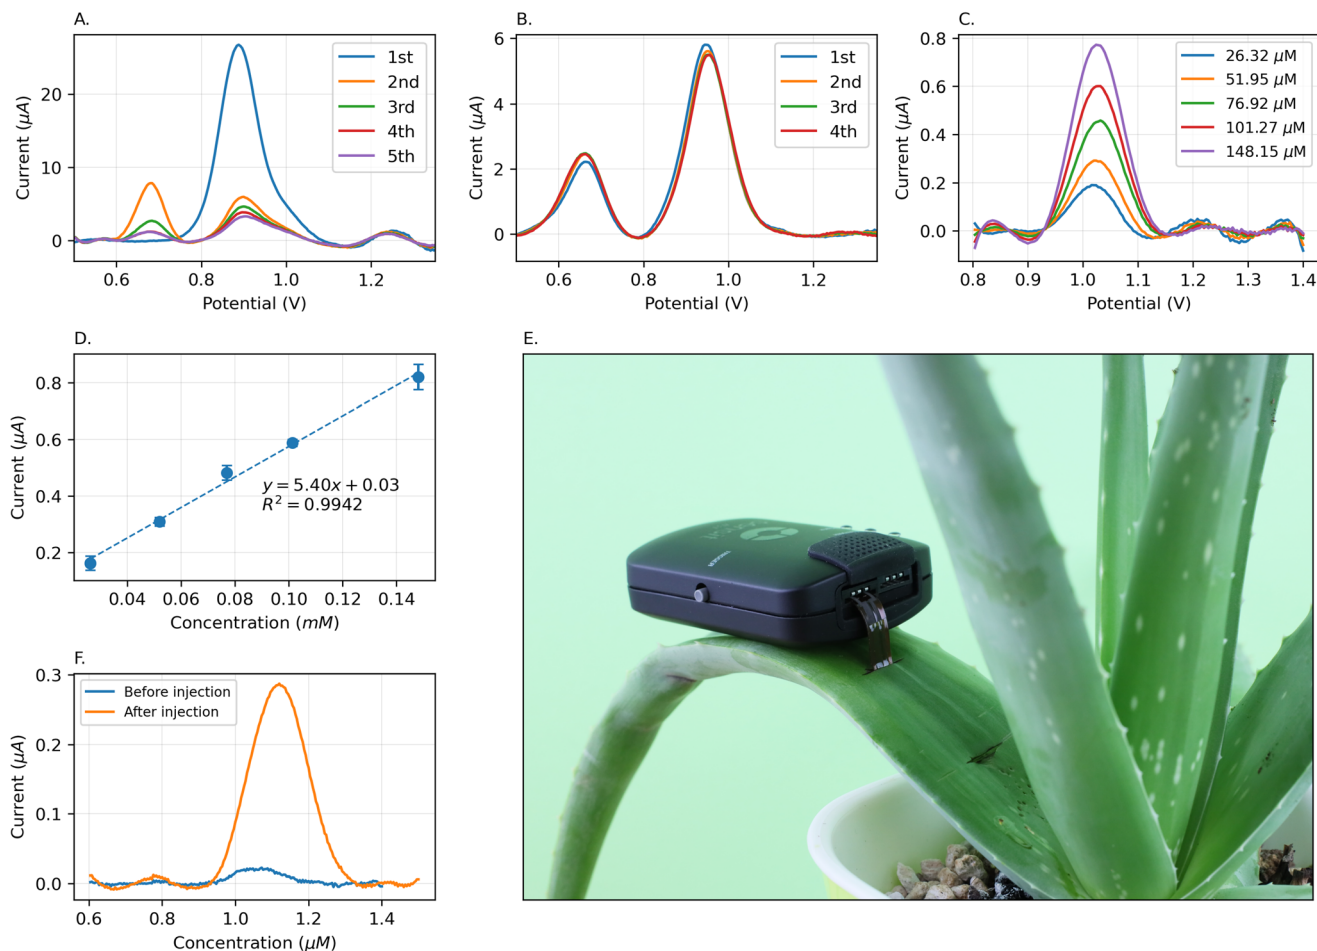 A.
Current (μA)
20
10
0
0.6 0.8 1.0 1.2
Potential (V)
1st
2nd
3rd
4th
5th
B.
Current (μA)
6
4
2
0
0.6 0.8 1.0 1.2
Potential (V)
1st
2nd
3rd
4th
C.
Current (μA)
0.8
0.6
0.4
0.2
0.0
0.8 0.9 1.0 1.1 1.2 1.3 1.4
Potential (V)
26.32 μM
51.95 μM
76.92 μM
101.27 μM
148.15 μM
D.
Current (μA)
0.8
0.6
0.4
0.2
0.04 0.06 0.08 0.10 0.12 0.14
Concentration (mM)
y = 5.40x + 0.03
R² = 0.9942
E.
F.
Current (μA)
0.3
0.2
0.1
0.0
0.6 0.8 1.0 1.2 1.4
Concentration (μM)
Before injection
After injection